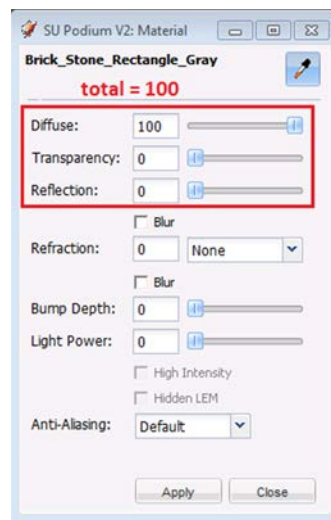 SU Podium V2: Material
Brick_Stone_Rectangle_Gray
total = 100
Diffuse: 100
Transparency: 0
Reflection: 0
Blur
Refraction: 0 None
Blur
Bump Depth: 0
Light Power: 0
High Intensity
Hidden LEM
Anti-Aliasing: Default
Apply Close